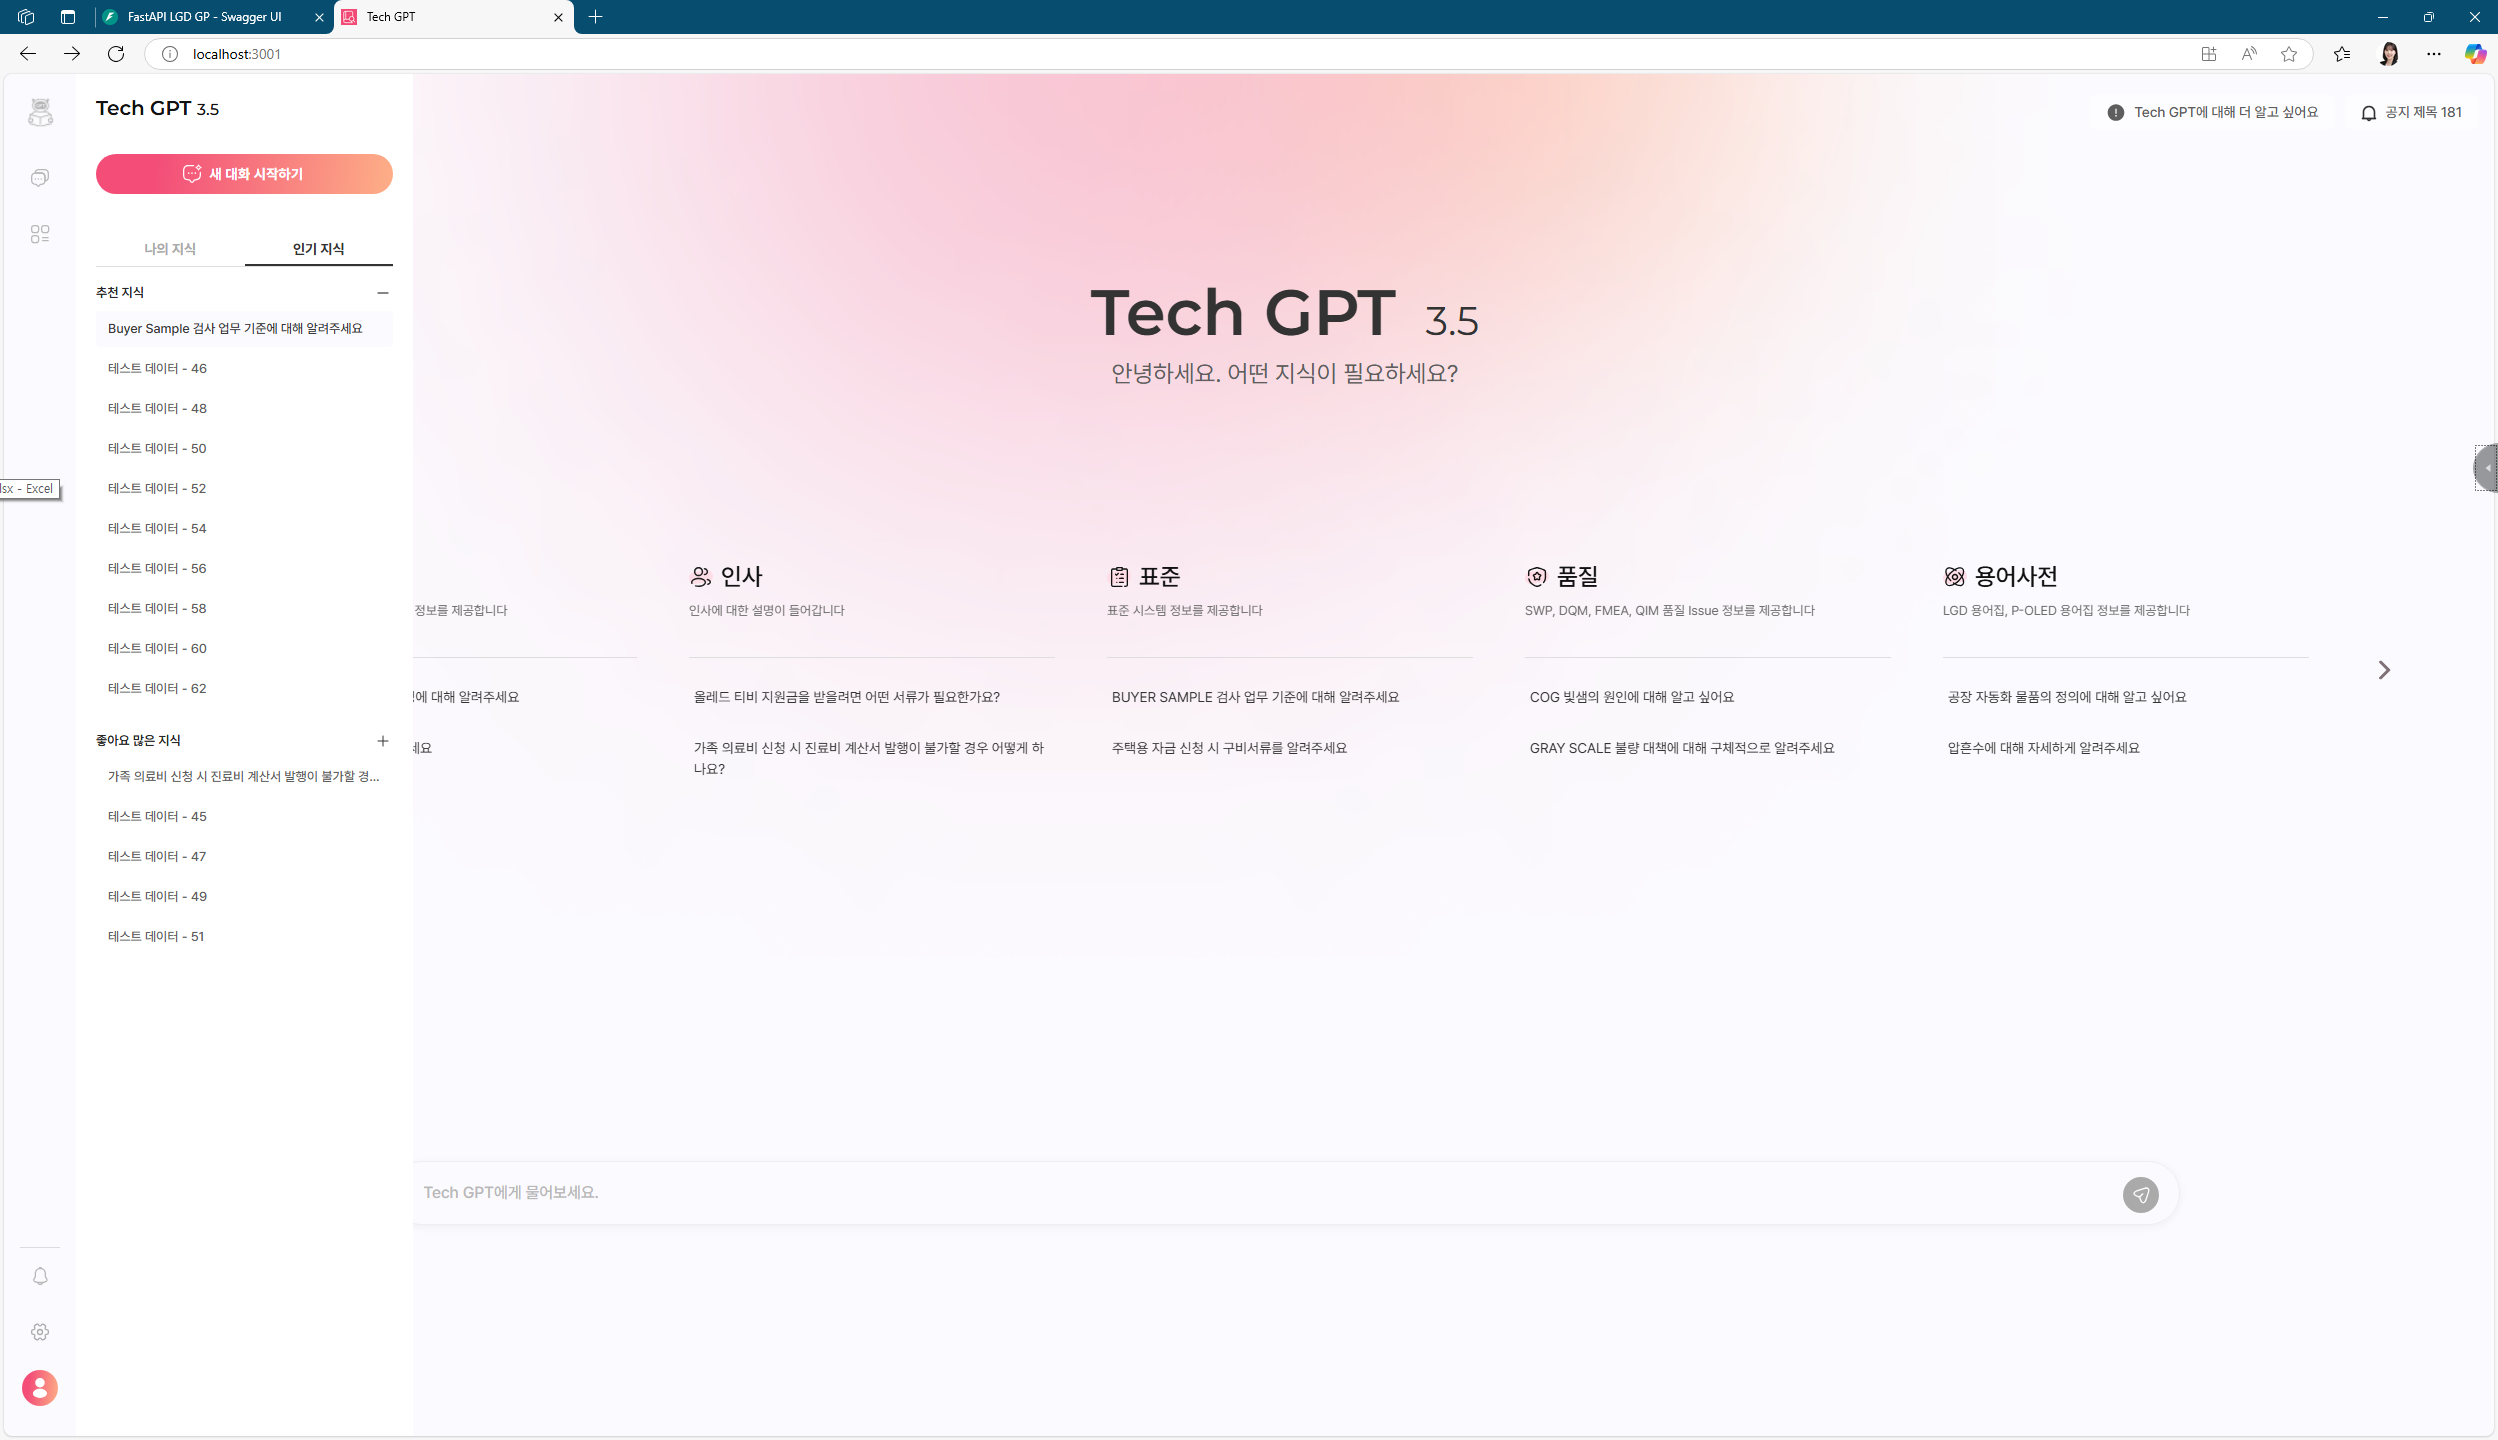 FastAPI LGD GP - Swagger UI
Tech GPT
localhost:3001
Tech GPT 3.5
새 대화 시작하기
나의 지식
인기 지식
추천 지식
Buyer Sample 검사 업무 기준에 대해 알려주세요
테스트 데이터 - 46
테스트 데이터 - 48
테스트 데이터 - 50
테스트 데이터 - 52
테스트 데이터 - 54
테스트 데이터 - 56
테스트 데이터 - 58
테스트 데이터 - 60
테스트 데이터 - 62
좋아요 많은 지식
가족 의료비 신청 시 진료비 계산서 발행이 불가할 경...
테스트 데이터 - 45
테스트 데이터 - 47
테스트 데이터 - 49
테스트 데이터 - 51
lsx - Excel
Tech GPT에 대해 더 알고 싶어요
공지 제목 181
Tech GPT 3.5
안녕하세요. 어떤 지식이 필요하세요?
정보를 제공합니다
에 대해 알려주세요
요
인사
인사에 대한 설명이 들어갑니다
올레드 티비 지원금을 받을려면 어떤 서류가 필요한가요?
가족 의료비 신청 시 진료비 계산서 발행이 불가할 경우 어떻게 하
나요?
표준
표준 시스템 정보를 제공합니다
BUYER SAMPLE 검사 업무 기준에 대해 알려주세요
주택용 자금 신청 시 구비서류를 알려주세요
품질
SWP, DQM, FMEA, QIM 품질 Issue 정보를 제공합니다
COG 빛샘의 원인에 대해 알고 싶어요
GRAY SCALE 불량 대책에 대해 구체적으로 알려주세요
용어사전
LGD 용어집, P-OLED 용어집 정보를 제공합니다
공장 자동화 물품의 정의에 대해 알고 싶어요
압흔수에 대해 자세하게 알려주세요
Tech GPT에게 물어보세요.